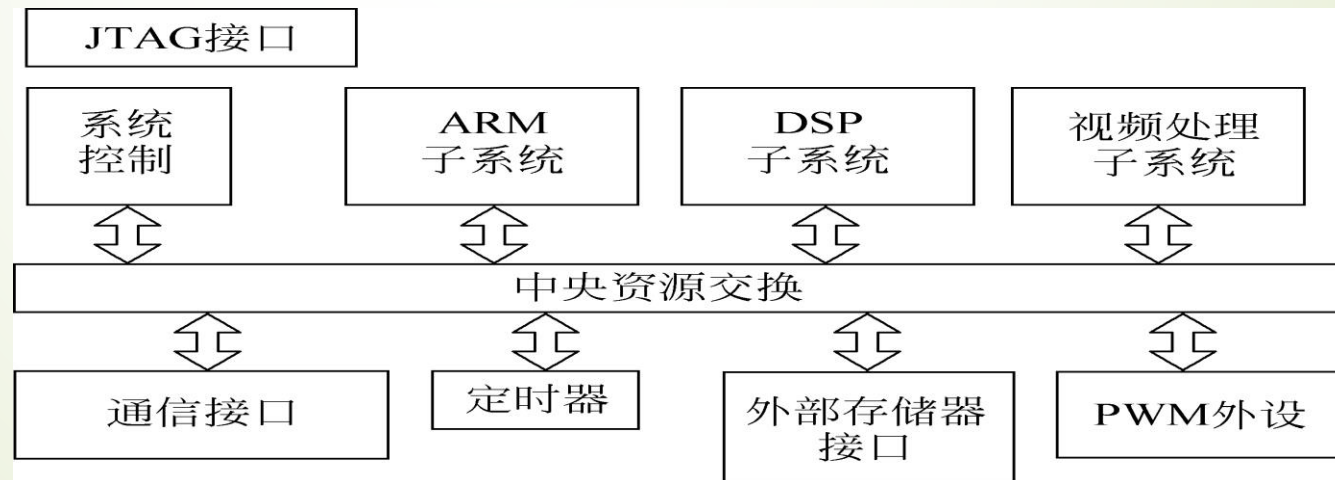 JTAG接口
系统
控制
ARM
子系统
DSP
子系统
视频处理
子系统
中央资源交换
通信接口
定时器
外部存储器
接口
PWM外设